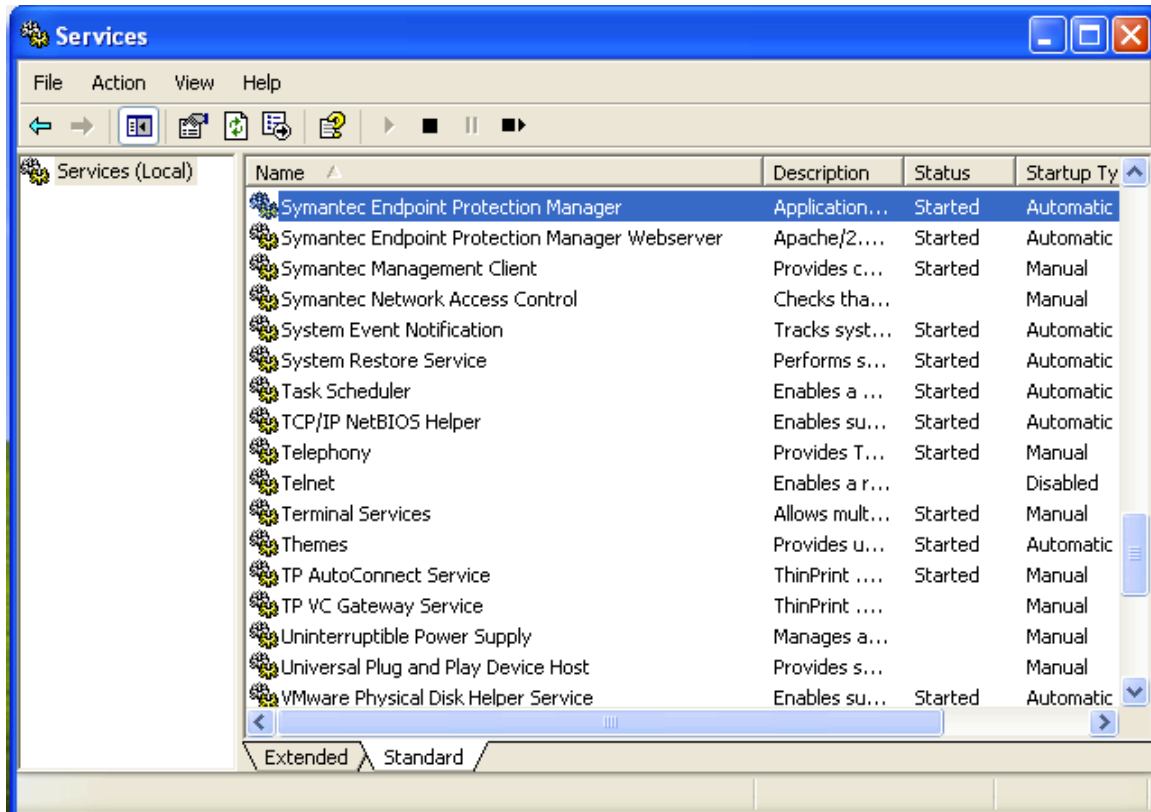 Services
File Action View Help
Services (Local)
Name Description Status Startup Ty
Symantec Endpoint Protection Manager Application... Started Automatic
Symantec Endpoint Protection Manager Webserver Apache/2.... Started Automatic
Symantec Management Client Provides c... Started Manual
Symantec Network Access Control Checks tha... Manual
System Event Notification Tracks syst... Started Automatic
System Restore Service Performs s... Started Automatic
Task Scheduler Enables a ... Started Automatic
TCP/IP NetBIOS Helper Enables su... Started Automatic
Telephony Provides T... Started Manual
Telnet Enables a r... Disabled
Terminal Services Allows mult... Started Manual
Themes Provides u... Started Automatic
TP AutoConnect Service ThinPrint .... Started Manual
TP VC Gateway Service ThinPrint .... Manual
Uninterruptible Power Supply Manages a... Manual
Universal Plug and Play Device Host Provides s... Manual
VMware Physical Disk Helper Service Enables su... Started Automatic
Extended Standard